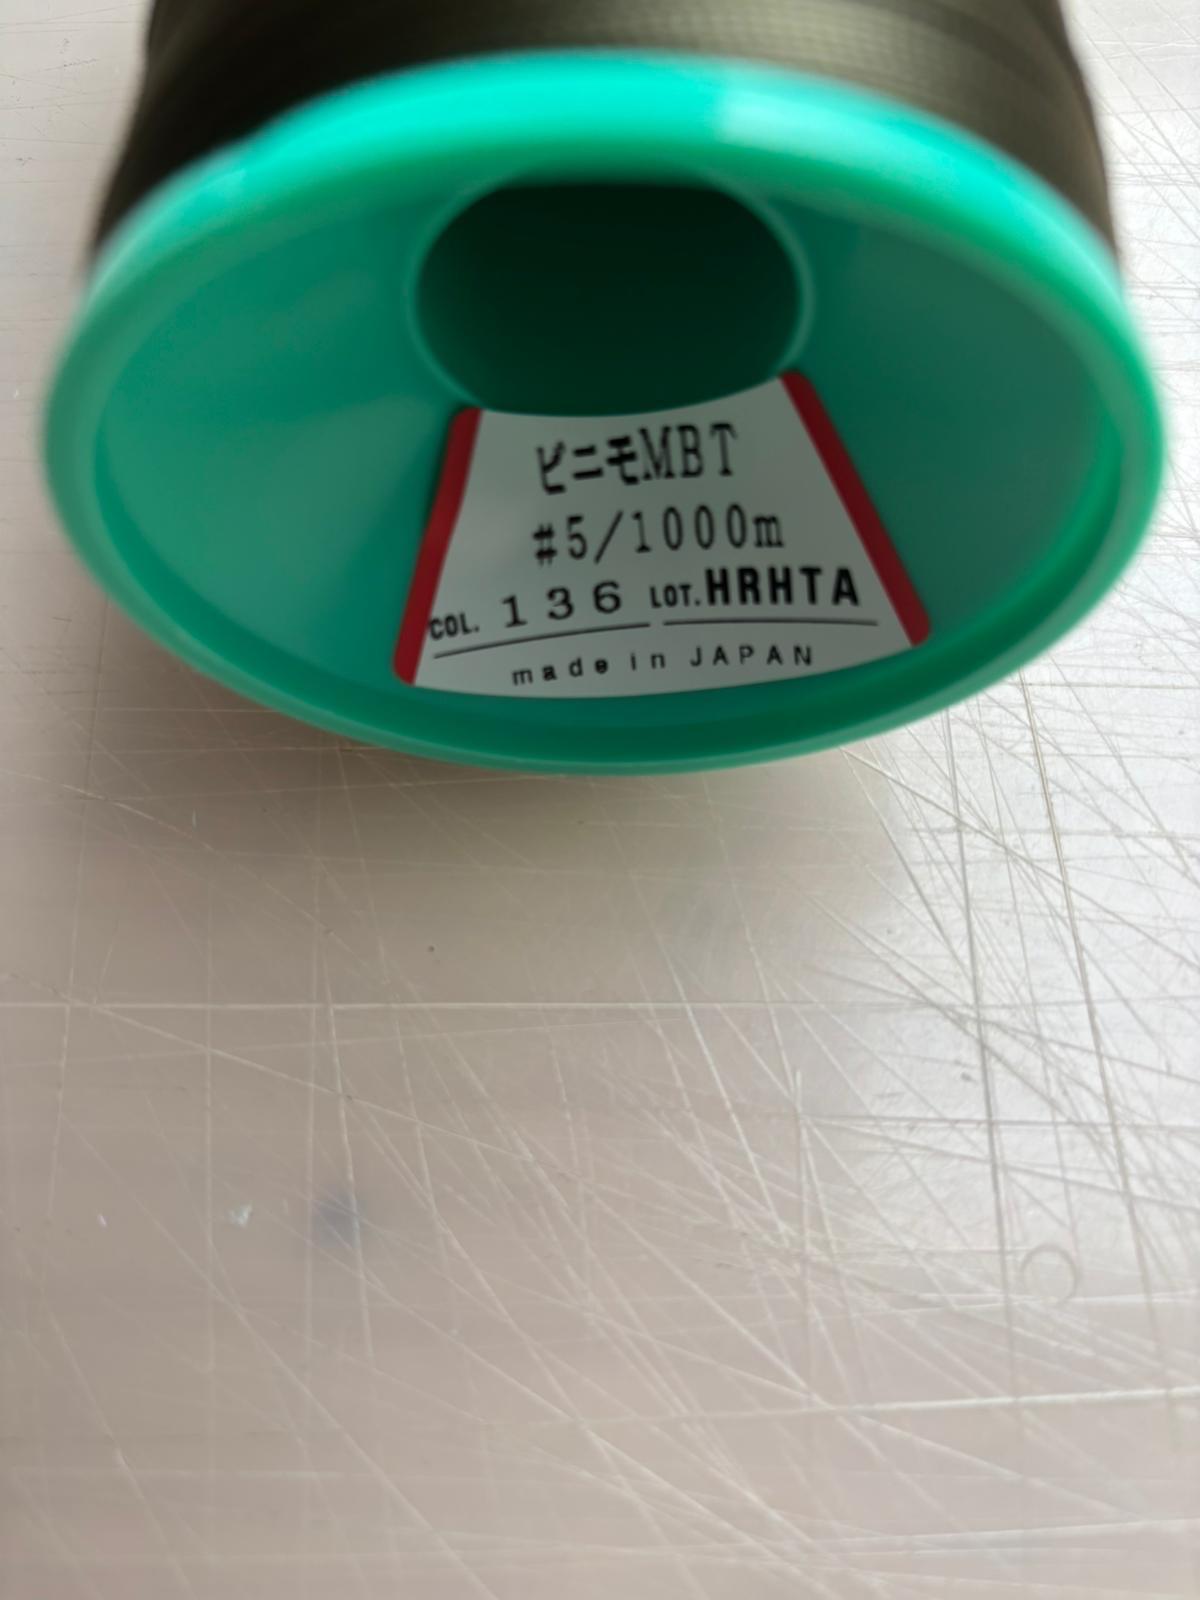 ビニモMBT
#5/1000m
COL. 136 LOT. HRHTA
made in JAPAN